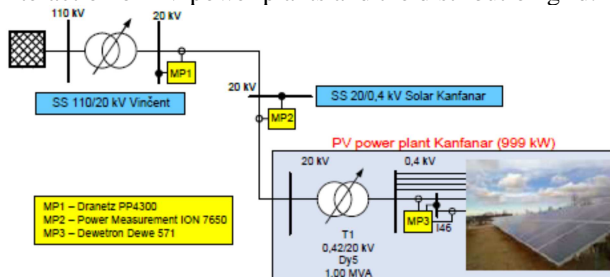 110 kV
20 kV
MP1
SS 110/20 kV Vinčent
20 kV
MP2
SS 20/0,4 kV Solar Kanfanar
PV power plant Kanfanar (999 kW)
20 kV
0,4 kV
MP3
I46
T1
0,42/20 kV
Dy5
1,00 MVA
MP1 – Dranetz PP4300
MP2 – Power Measurement ION 7650
MP3 – Dewetron Dewe 571